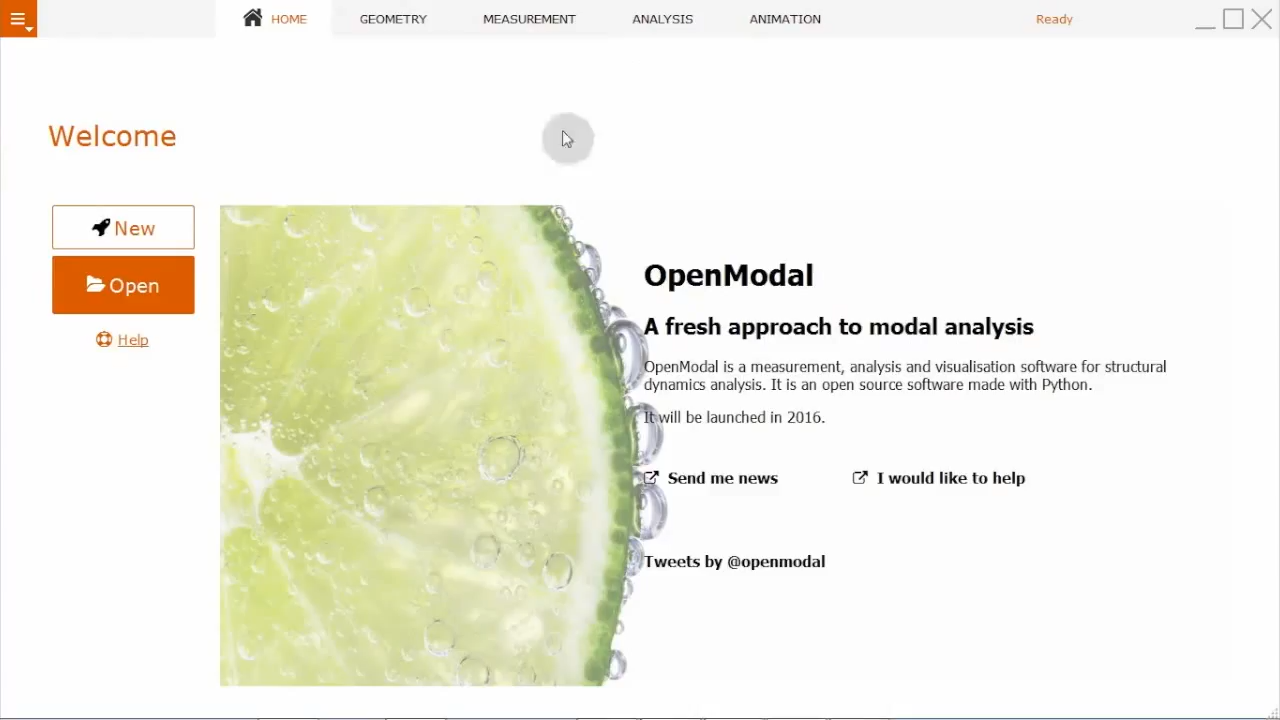 HOME
GEOMETRY
MEASUREMENT
ANALYSIS
ANIMATION
Ready
Welcome
New
Open
Help
OpenModal
A fresh approach to modal analysis
OpenModal is a measurement, analysis and visualisation software for structural
dynamics analysis. It is an open source software made with Python.
It will be launched in 2016.
Send me news
I would like to help
Tweets by @openmodal